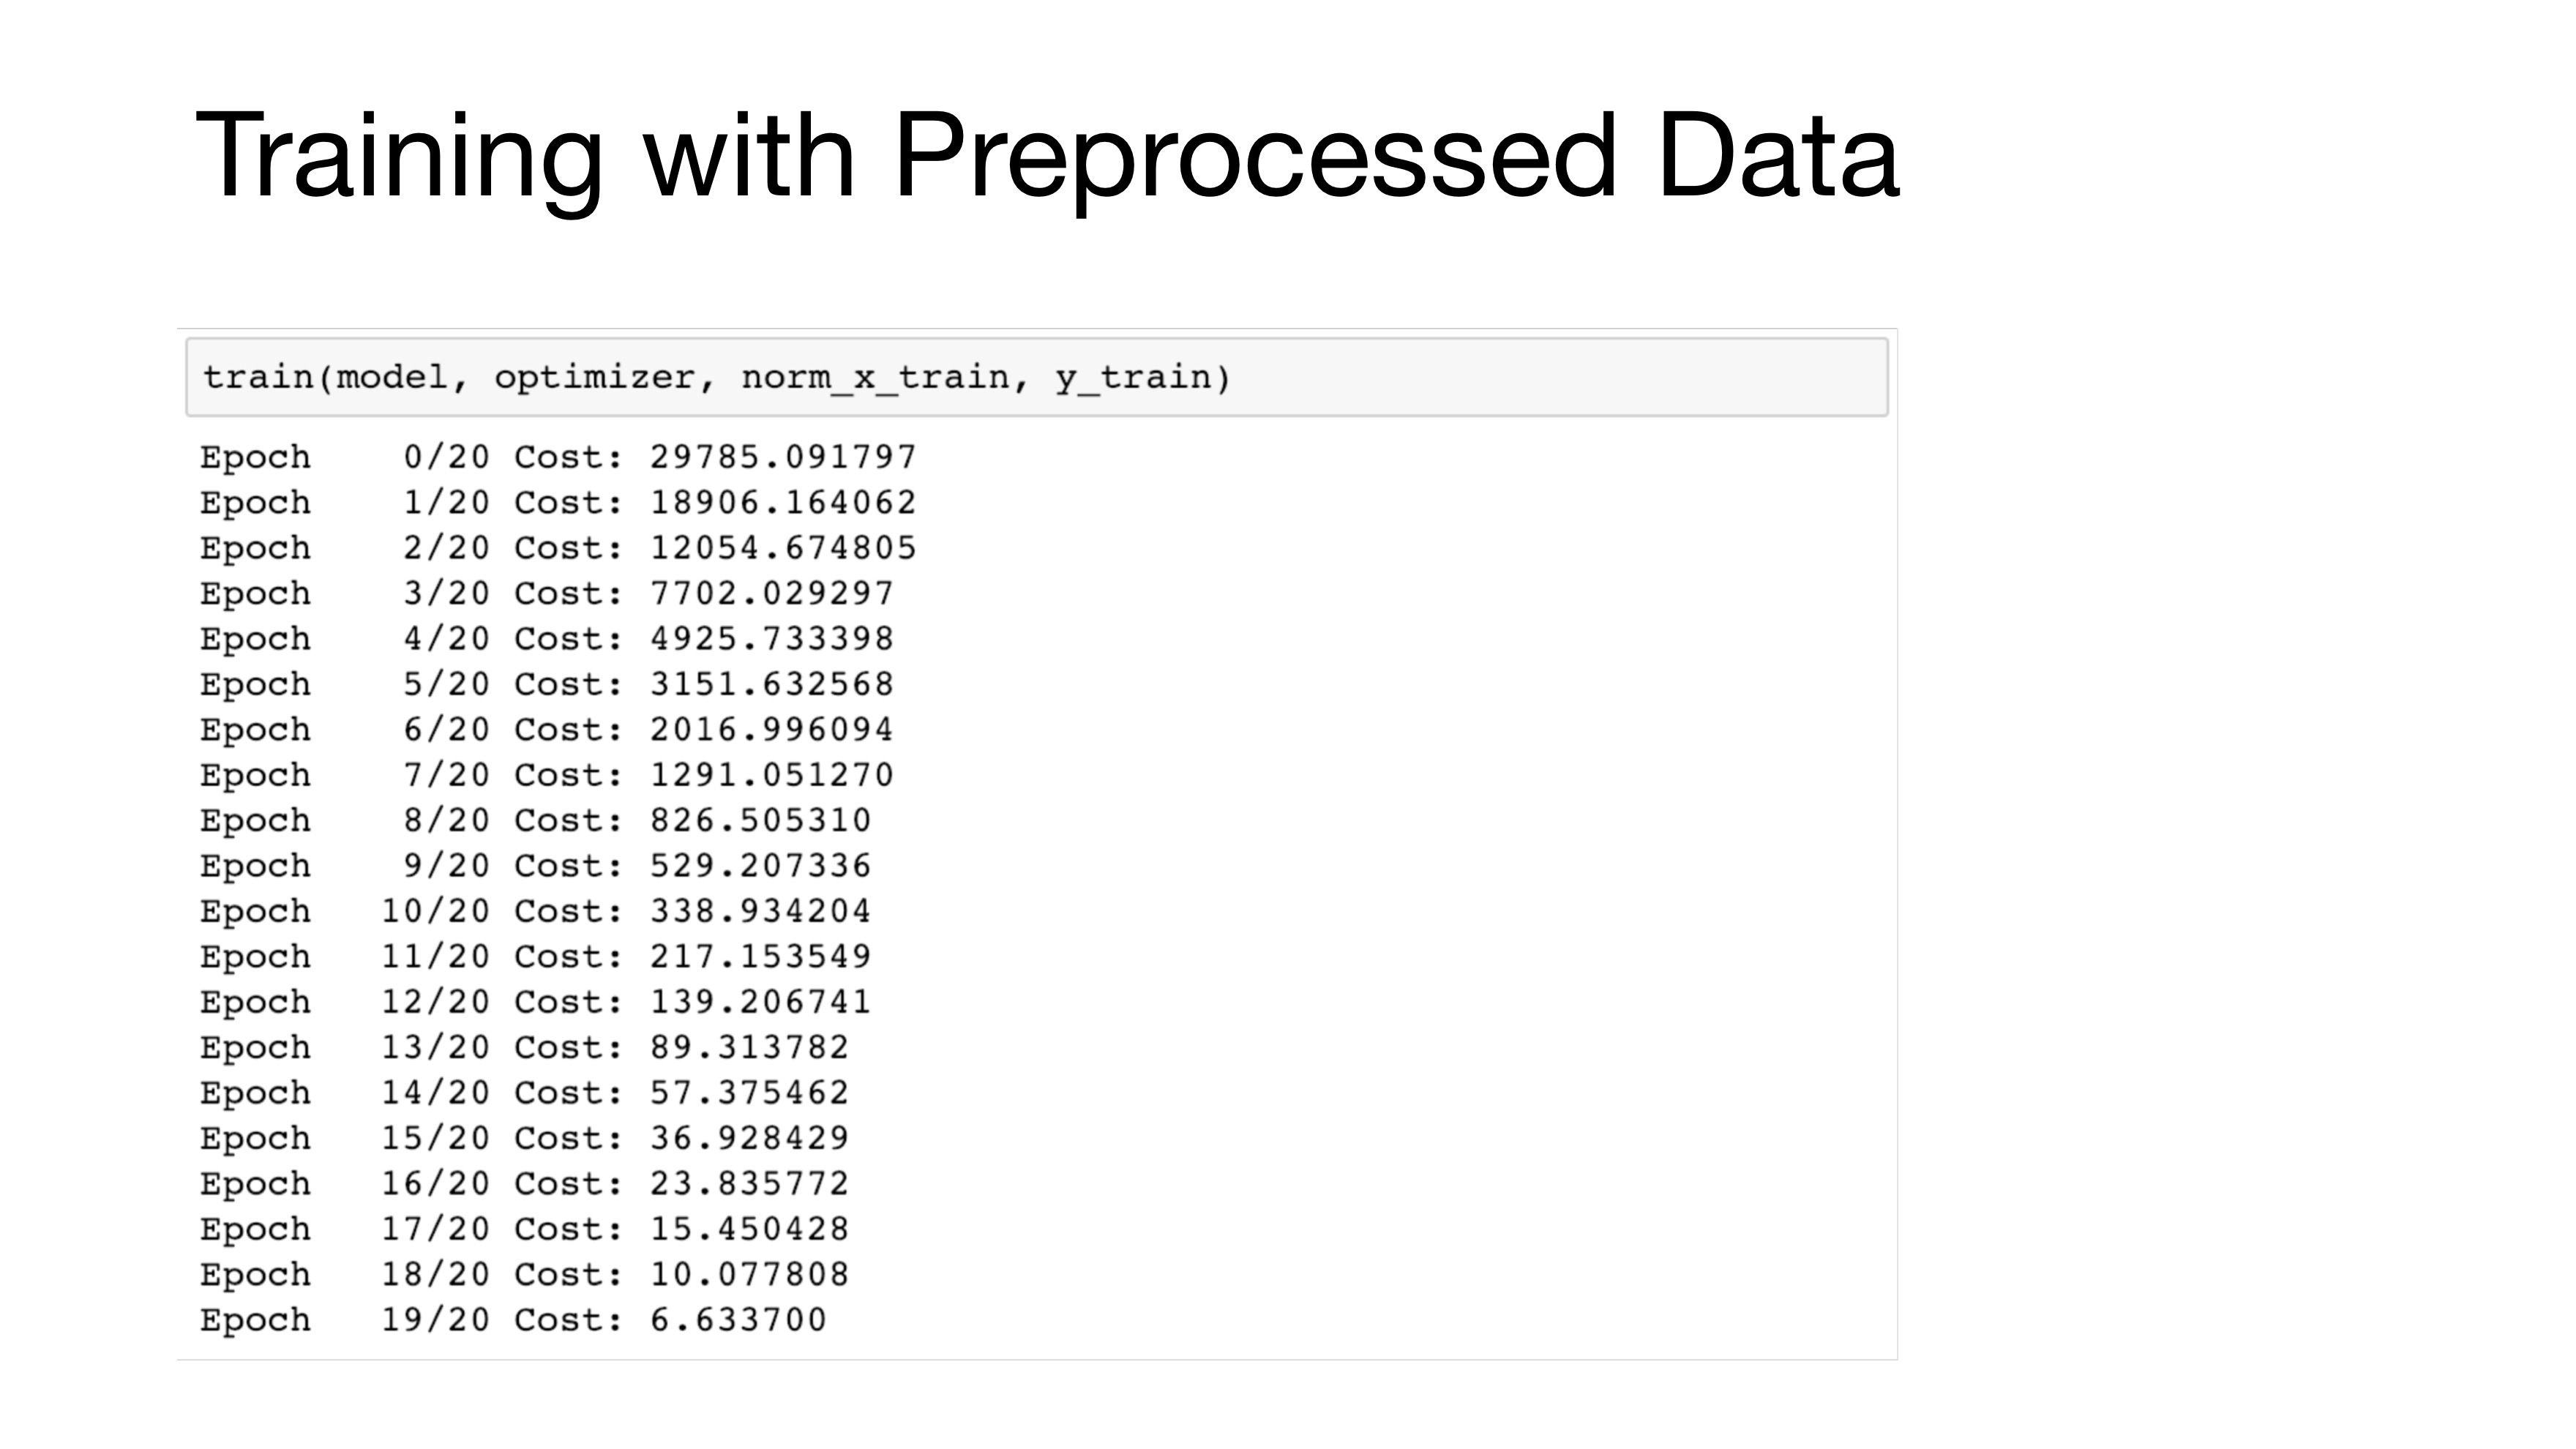 Training with Preprocessed Data
train(model, optimizer, norm_x_train, y_train)
Epoch    0/20 Cost: 29785.091797
Epoch    1/20 Cost: 18906.164062
Epoch    2/20 Cost: 12054.674805
Epoch    3/20 Cost: 7702.029297
Epoch    4/20 Cost: 4925.733398
Epoch    5/20 Cost: 3151.632568
Epoch    6/20 Cost: 2016.996094
Epoch    7/20 Cost: 1291.051270
Epoch    8/20 Cost: 826.505310
Epoch    9/20 Cost: 529.207336
Epoch   10/20 Cost: 338.934204
Epoch   11/20 Cost: 217.153549
Epoch   12/20 Cost: 139.206741
Epoch   13/20 Cost: 89.313782
Epoch   14/20 Cost: 57.375462
Epoch   15/20 Cost: 36.928429
Epoch   16/20 Cost: 23.835772
Epoch   17/20 Cost: 15.450428
Epoch   18/20 Cost: 10.077808
Epoch   19/20 Cost: 6.633700